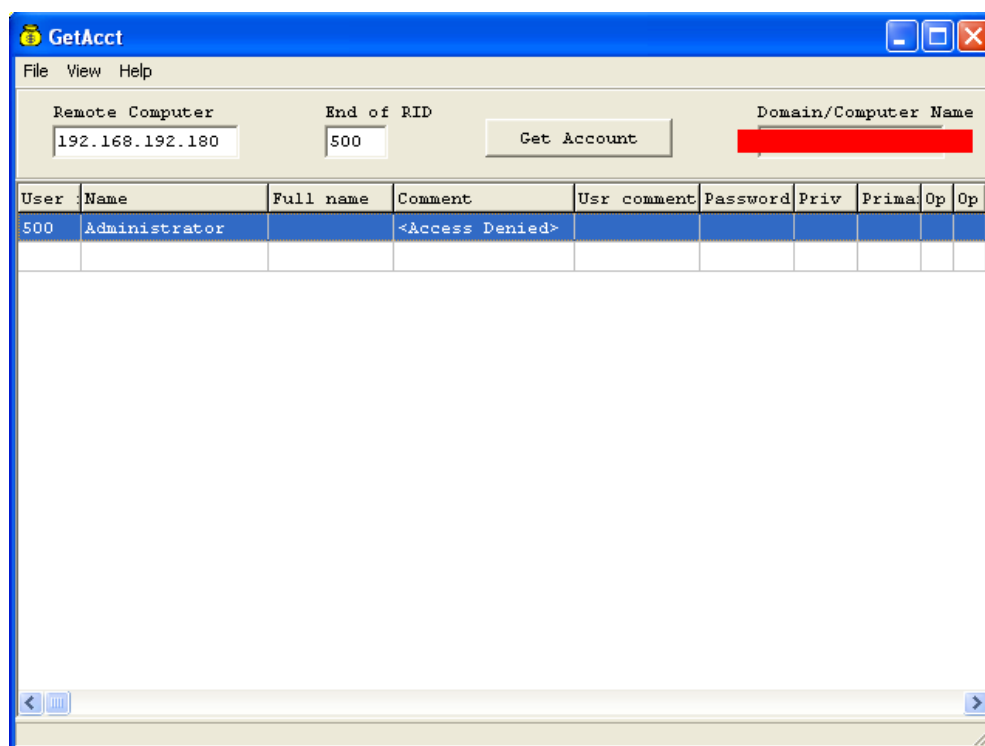 GetAcct
File View Help
Remote Computer End of RID Domain/Computer Name
192.168.192.180 500 Get Account
User Name Full name Comment Usr comment Password Priv Prima Op Op
500 Administrator <Access Denied>